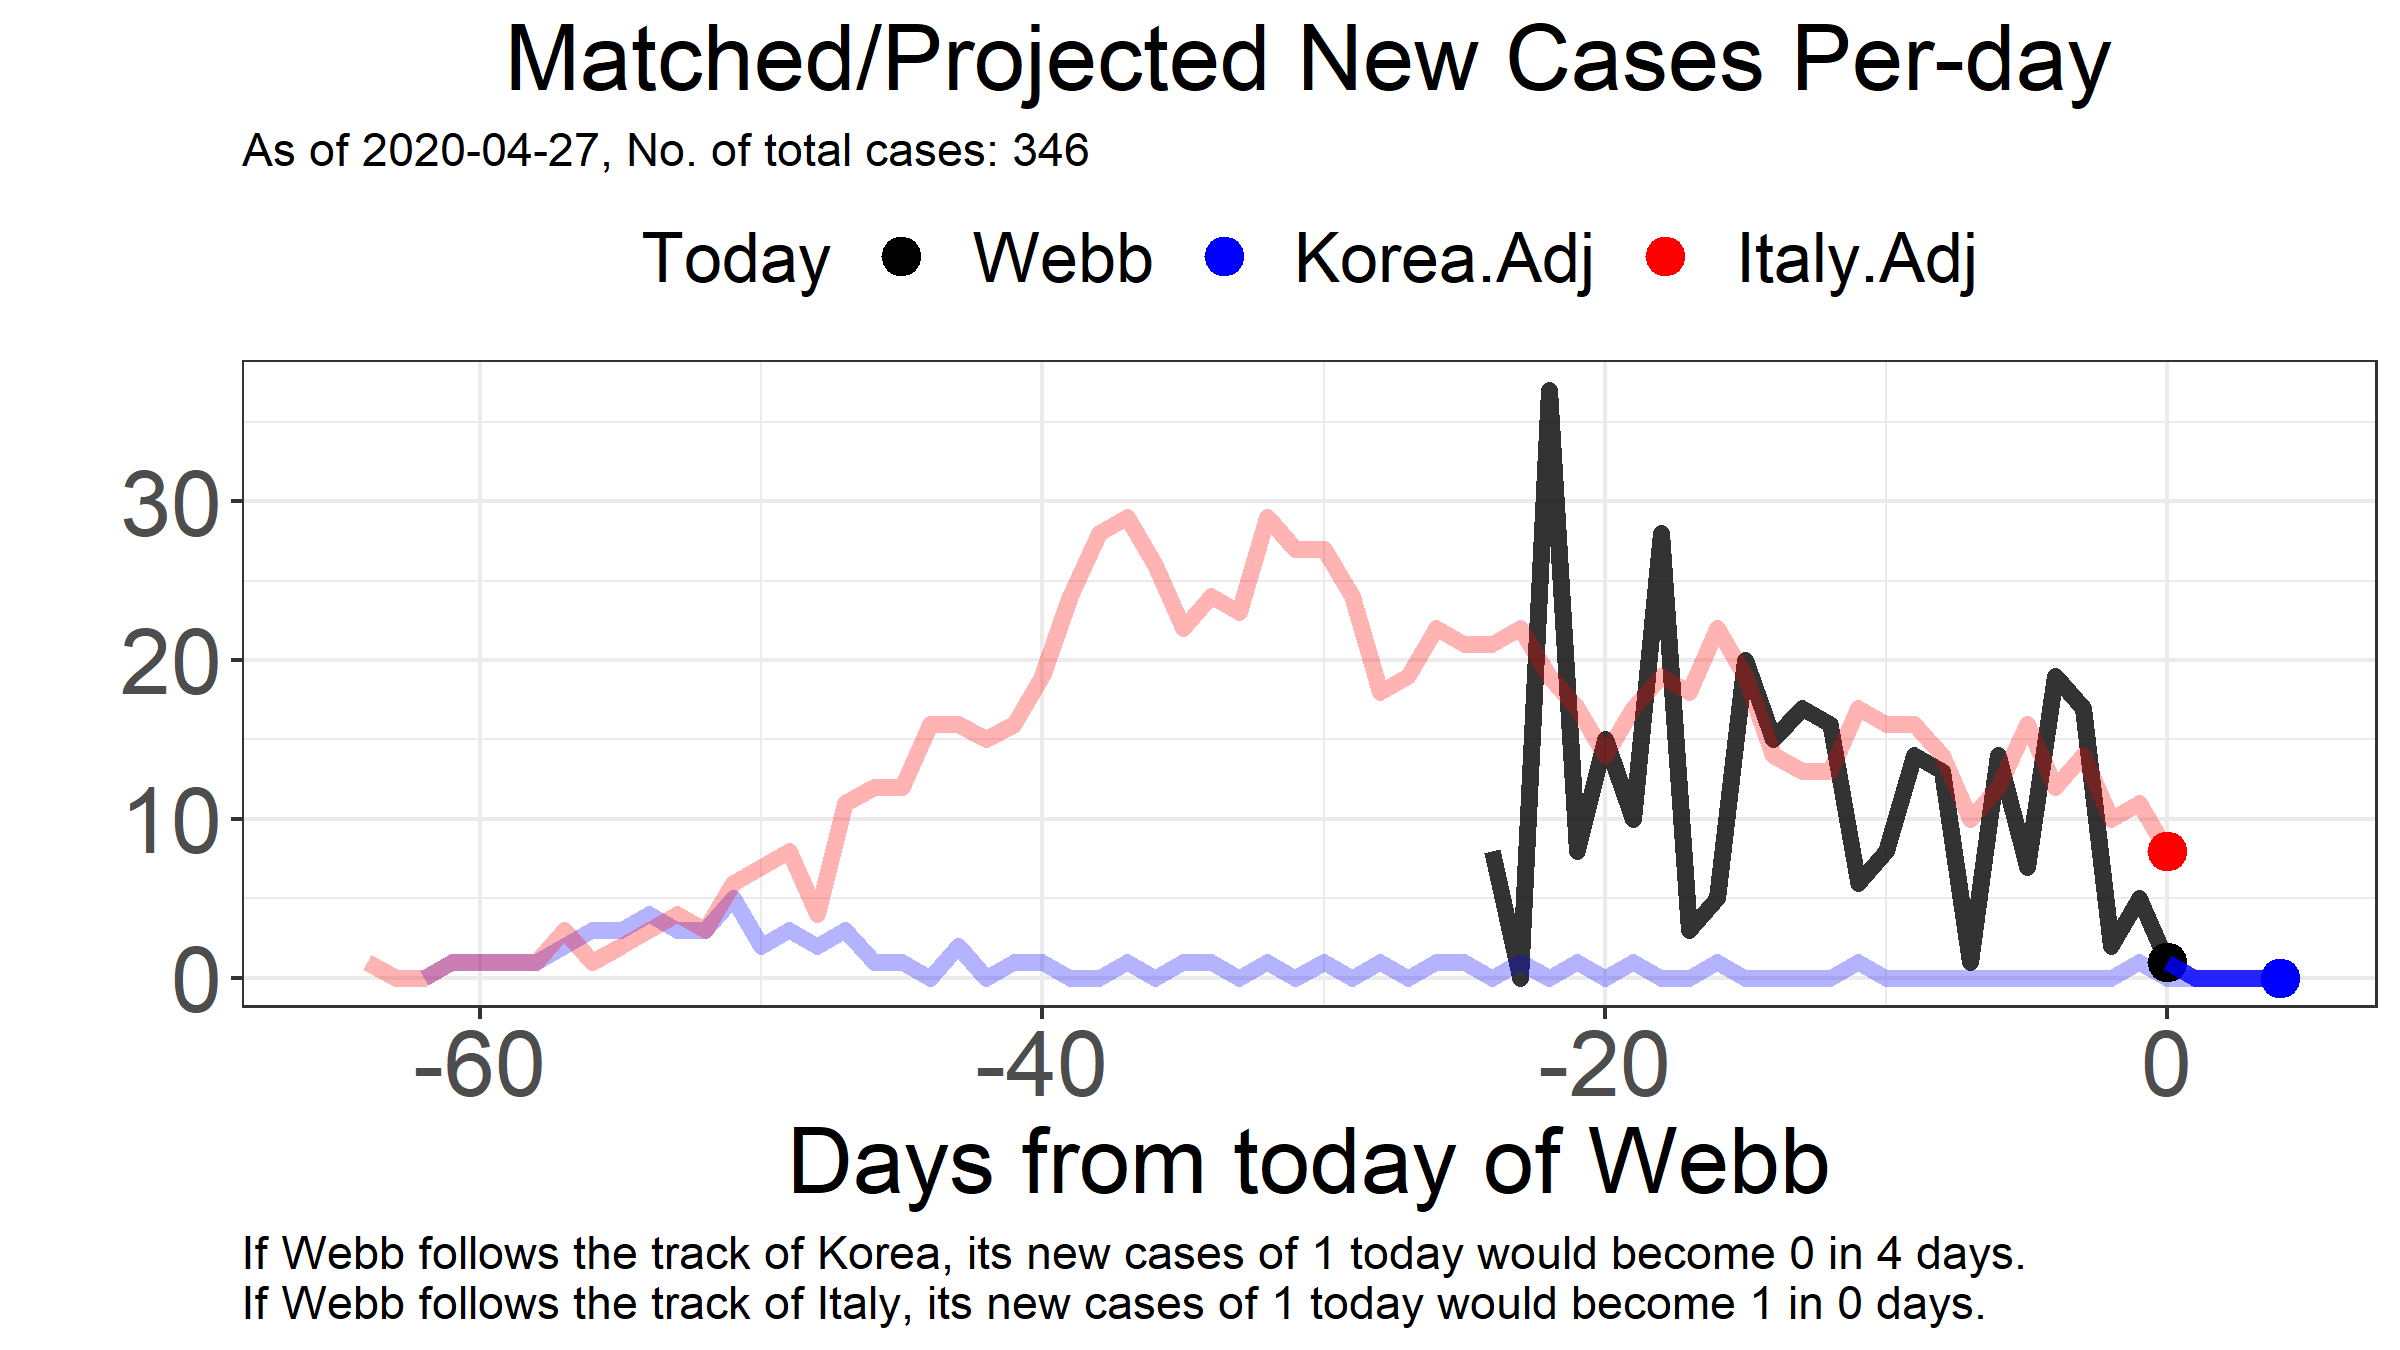 Matched/Projected New Cases Per-day
As of 2020-04-27, No. of total cases: 346
Today Webb Korea.Adj Italy.Adj
30
20
10
0
-60 -40 -20 0
Days from today of Webb
If Webb follows the track of Korea, its new cases of 1 today would become 0 in 4 days.
If Webb follows the track of Italy, its new cases of 1 today would become 1 in 0 days.